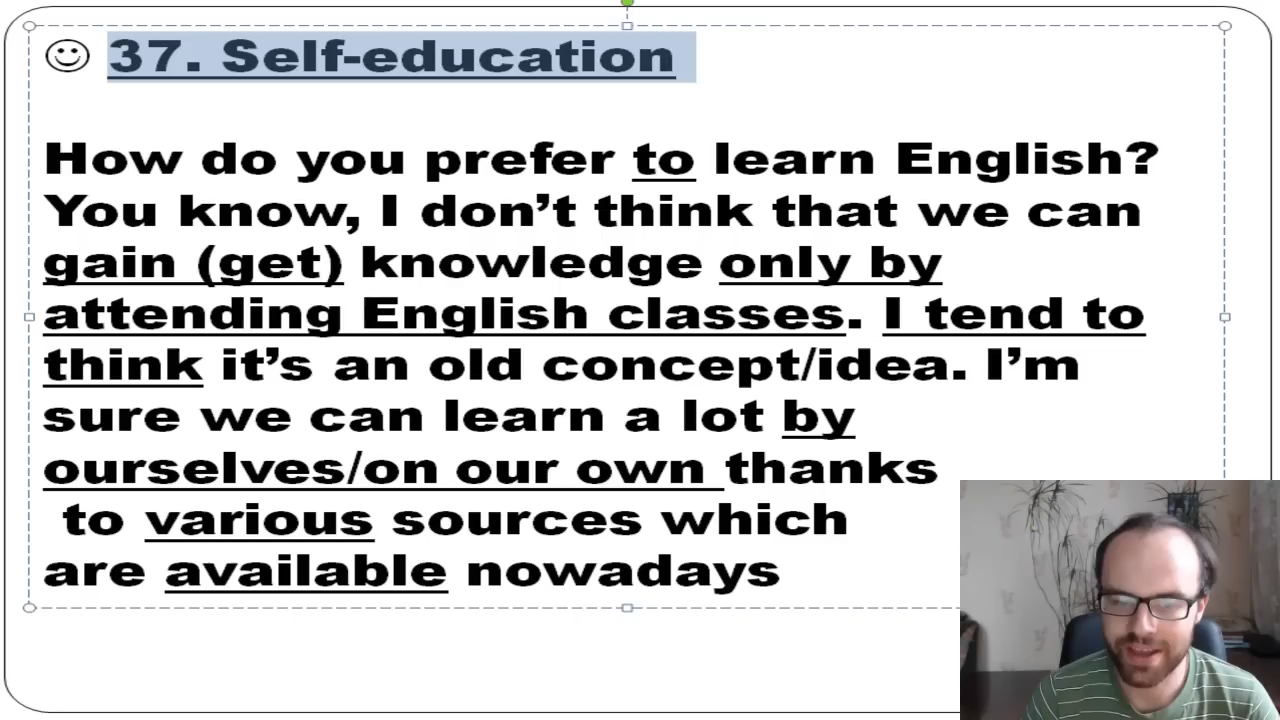 ☺ 37. Self-education
How do you prefer to learn English?
You know, I don’t think that we can
gain (get) knowledge only by
attending English classes. I tend to
think it’s an old concept/idea. I’m
sure we can learn a lot by
ourselves/on our own thanks
to various sources which
are available nowadays